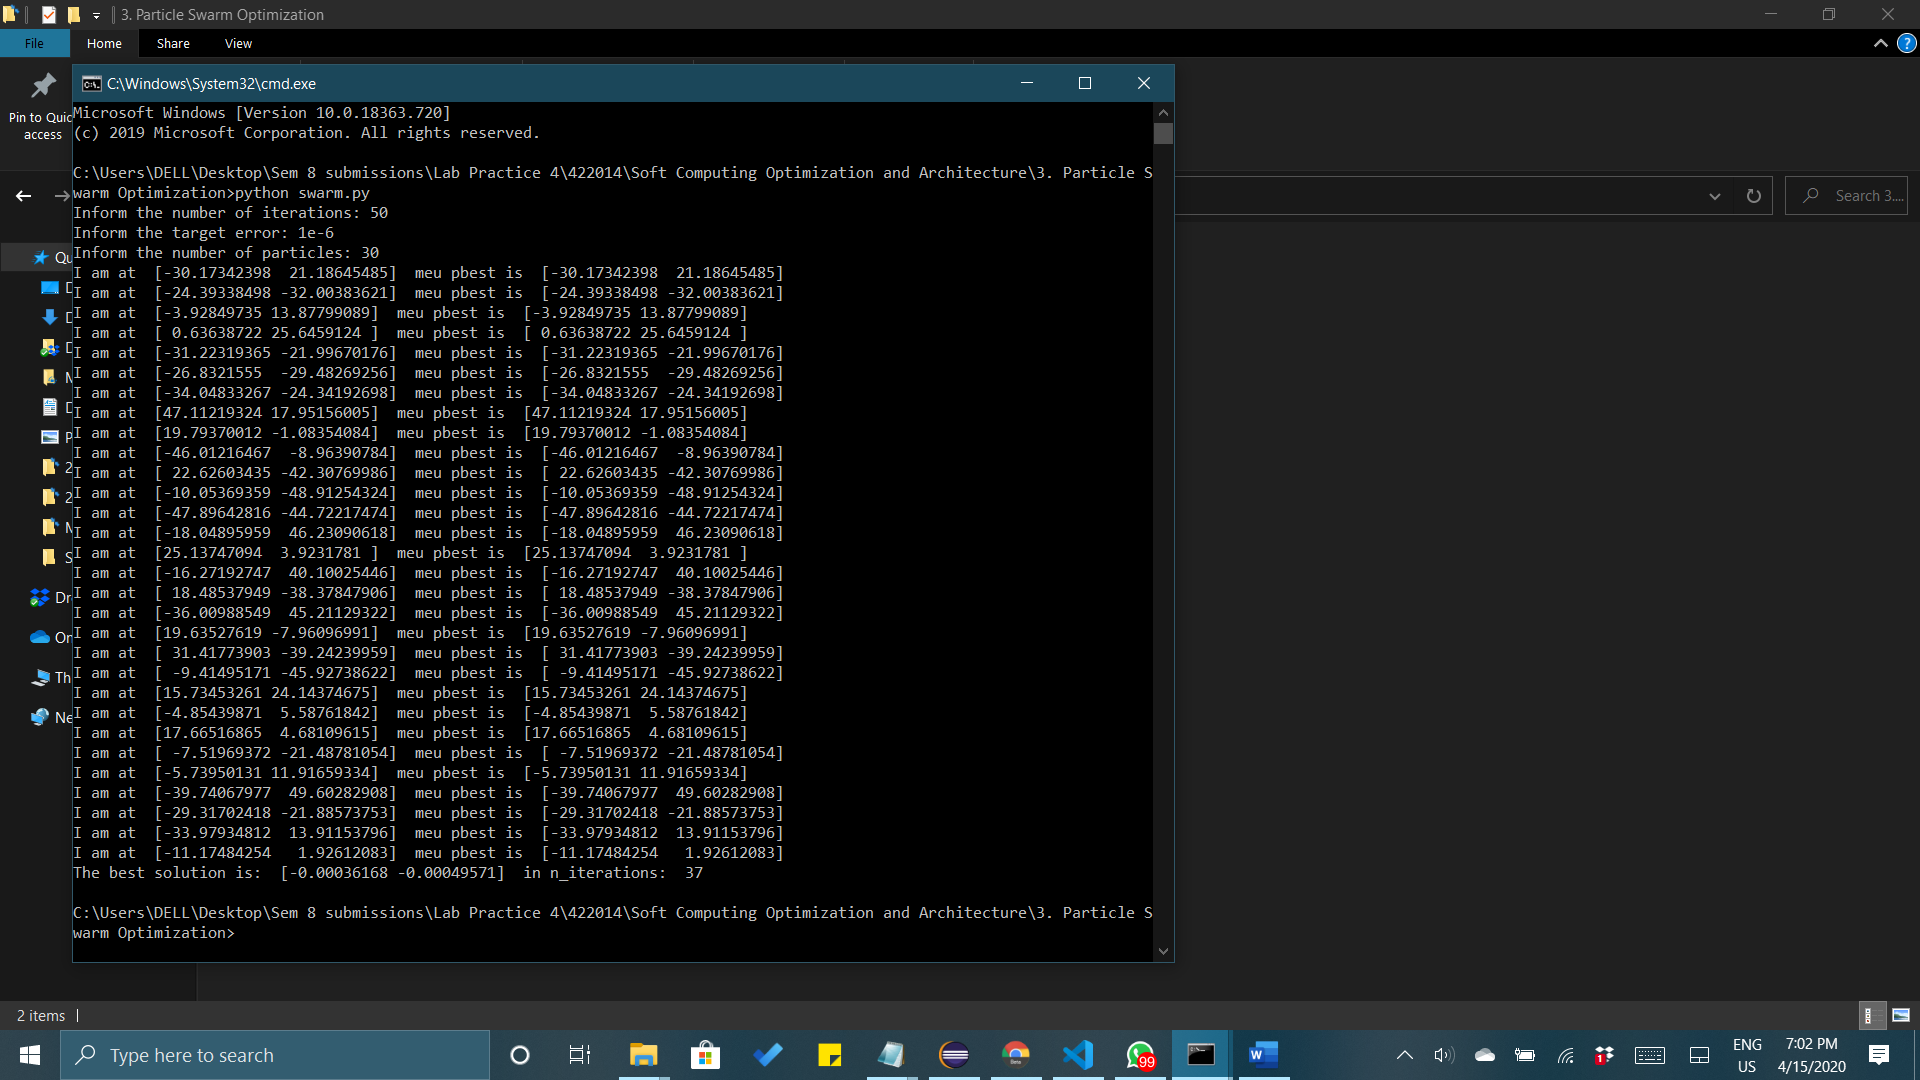 3. Particle Swarm Optimization
File
Home
Share
View
?
Pin to Quic
access
C:\Windows\System32\cmd.exe
Microsoft Windows [Version 10.0.18363.720]
(c) 2019 Microsoft Corporation. All rights reserved.
C:\Users\DELL\Desktop\Sem 8 submissions\Lab Practice 4\422014\Soft Computing Optimization and Architecture\3. Particle S
warm Optimization>python swarm.py
Inform the number of iterations: 50
Inform the target error: 1e-6
Inform the number of particles: 30
I am at  [-30.17342398  21.18645485]  meu pbest is  [-30.17342398  21.18645485]
I am at  [-24.39338498 -32.00383621]  meu pbest is  [-24.39338498 -32.00383621]
I am at  [-3.92849735 13.87799089]  meu pbest is  [-3.92849735 13.87799089]
I am at  [ 0.63638722 25.6459124 ]  meu pbest is  [ 0.63638722 25.6459124 ]
I am at  [-31.22319365 -21.99670176]  meu pbest is  [-31.22319365 -21.99670176]
I am at  [-26.8321555  -29.48269256]  meu pbest is  [-26.8321555  -29.48269256]
I am at  [-34.04833267 -24.34192698]  meu pbest is  [-34.04833267 -24.34192698]
I am at  [47.11219324 17.95156005]  meu pbest is  [47.11219324 17.95156005]
I am at  [19.79370012 -1.08354084]  meu pbest is  [19.79370012 -1.08354084]
I am at  [-46.01216467  -8.96390784]  meu pbest is  [-46.01216467  -8.96390784]
I am at  [ 22.62603435 -42.30769986]  meu pbest is  [ 22.62603435 -42.30769986]
I am at  [-10.05369359 -48.91254324]  meu pbest is  [-10.05369359 -48.91254324]
I am at  [-47.89642816 -44.72217474]  meu pbest is  [-47.89642816 -44.72217474]
I am at  [-18.04895959  46.23090618]  meu pbest is  [-18.04895959  46.23090618]
I am at  [25.13747094  3.9231781 ]  meu pbest is  [25.13747094  3.9231781 ]
I am at  [-16.27192747  40.10025446]  meu pbest is  [-16.27192747  40.10025446]
I am at  [ 18.48537949 -38.37847906]  meu pbest is  [ 18.48537949 -38.37847906]
I am at  [-36.00988549  45.21129322]  meu pbest is  [-36.00988549  45.21129322]
I am at  [19.63527619 -7.96096991]  meu pbest is  [19.63527619 -7.96096991]
I am at  [ 31.41773903 -39.24239959]  meu pbest is  [ 31.41773903 -39.24239959]
I am at  [ -9.41495171 -45.92738622]  meu pbest is  [ -9.41495171 -45.92738622]
I am at  [15.73453261 24.14374675]  meu pbest is  [15.73453261 24.14374675]
I am at  [-4.85439871  5.58761842]  meu pbest is  [-4.85439871  5.58761842]
I am at  [17.66516865  4.68109615]  meu pbest is  [17.66516865  4.68109615]
I am at  [ -7.51969372 -21.48781054]  meu pbest is  [ -7.51969372 -21.48781054]
I am at  [-5.73950131 11.91659334]  meu pbest is  [-5.73950131 11.91659334]
I am at  [-39.74067977  49.60282908]  meu pbest is  [-39.74067977  49.60282908]
I am at  [-29.31702418 -21.88573753]  meu pbest is  [-29.31702418 -21.88573753]
I am at  [-33.97934812  13.91153796]  meu pbest is  [-33.97934812  13.91153796]
I am at  [-11.17484254   1.92612083]  meu pbest is  [-11.17484254   1.92612083]
The best solution is:  [-0.00036168 -0.00049571]  in n_iterations:  37
C:\Users\DELL\Desktop\Sem 8 submissions\Lab Practice 4\422014\Soft Computing Optimization and Architecture\3. Particle S
warm Optimization>
Search 3....
Qu
Dr
On
Th
Ne
2 items
Type here to search
99
1
ENG
US
7:02 PM
4/15/2020